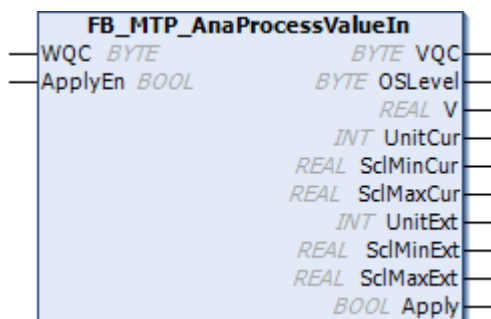 FB_MTP_AnaProcessValueIn
WQC BYTE BYTE VQC
ApplyEn BOOL BYTE OSLevel
REAL V
INT UnitCur
REAL SclMinCur
REAL SclMaxCur
INT UnitExt
REAL SclMinExt
REAL SclMaxExt
BOOL Apply